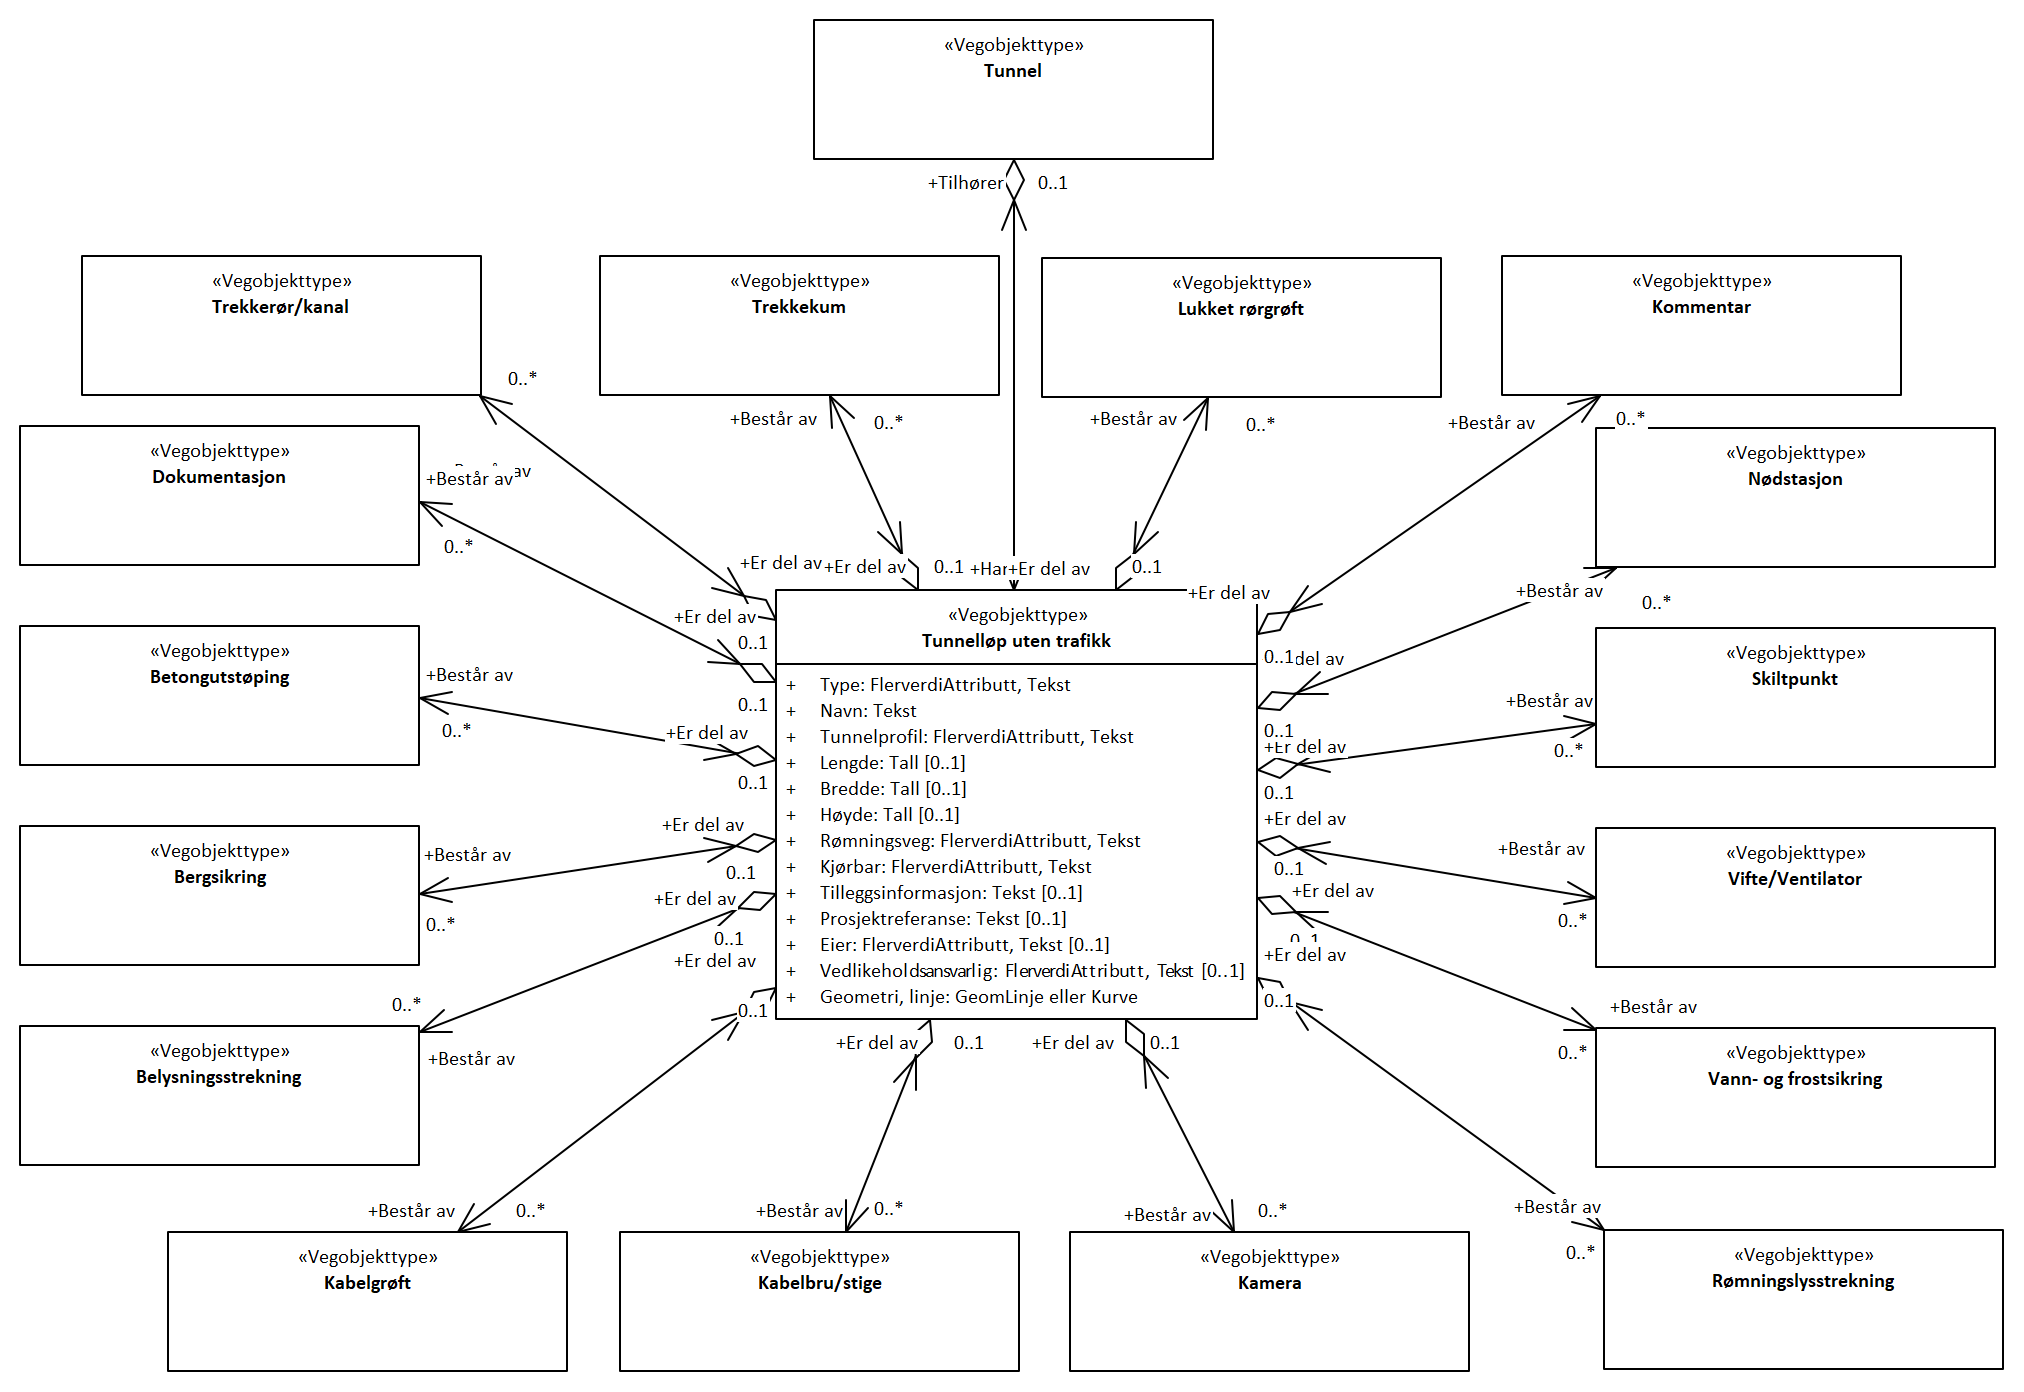 «Vegobjekttype»
Tunnel
+Tilhører
0..1
«Vegobjekttype»
Trekkerør/kanal
0..*
«Vegobjekttype»
Trekkekum
+Består av
0..*
«Vegobjekttype»
Lukket rørgrøft
+Består av
0..*
«Vegobjekttype»
Kommentar
+Består av
0..*
«Vegobjekttype»
Dokumentasjon
av
+Består av
0..*
«Vegobjekttype»
Nødstasjon
+Består av
0..*
+Er del av
+Er del av
0..1
+Har
+Er del av
0..1
+Er del av
+Er del av
0..1
0..1
del av
«Vegobjekttype»
Tunnelløp uten trafikk
+ Type: FlerverdiAttributt, Tekst
+ Navn: Tekst
+ Tunnelprofil: FlerverdiAttributt, Tekst
+ Lengde: Tall [0..1]
+ Bredde: Tall [0..1]
+ Høyde: Tall [0..1]
+ Rømningsveg: FlerverdiAttributt, Tekst
+ Kjørbar: FlerverdiAttributt, Tekst
+ Tilleggsinformasjon: Tekst [0..1]
+ Prosjektreferanse: Tekst [0..1]
+ Eier: FlerverdiAttributt, Tekst [0..1]
+ Vedlikeholdsansvarlig: FlerverdiAttributt, Tekst [0..1]
+ Geometri, linje: GeomLinje eller Kurve
«Vegobjekttype»
Betongutstøping
+Består av
0..*
0..1
+Er del av
0..1
«Vegobjekttype»
Skiltpunkt
+Består av
0..*
0..1
+Er del av
0..1
«Vegobjekttype»
Bergsikring
+Består av
0..*
+Er del av
0..1
«Vegobjekttype»
Vifte/Ventilator
+Består av
0..*
+Er del av
0..1
«Vegobjekttype»
Belysningsstrekning
0..*
+Består av
+Er del av
0..1
«Vegobjekttype»
Vann- og frostsikring
+Består av
0..*
+Er del av
0..1
+Er del av
0..1
+Er del av
0..1
+Er del av
0..1
+Er del av
0..1
+Består av
0..*
«Vegobjekttype»
Kabelgrøft
+Består av
0..*
«Vegobjekttype»
Kabelbru/stige
+Består av
0..*
«Vegobjekttype»
Kamera
+Består av
0..*
«Vegobjekttype»
Rømningslysstrekning